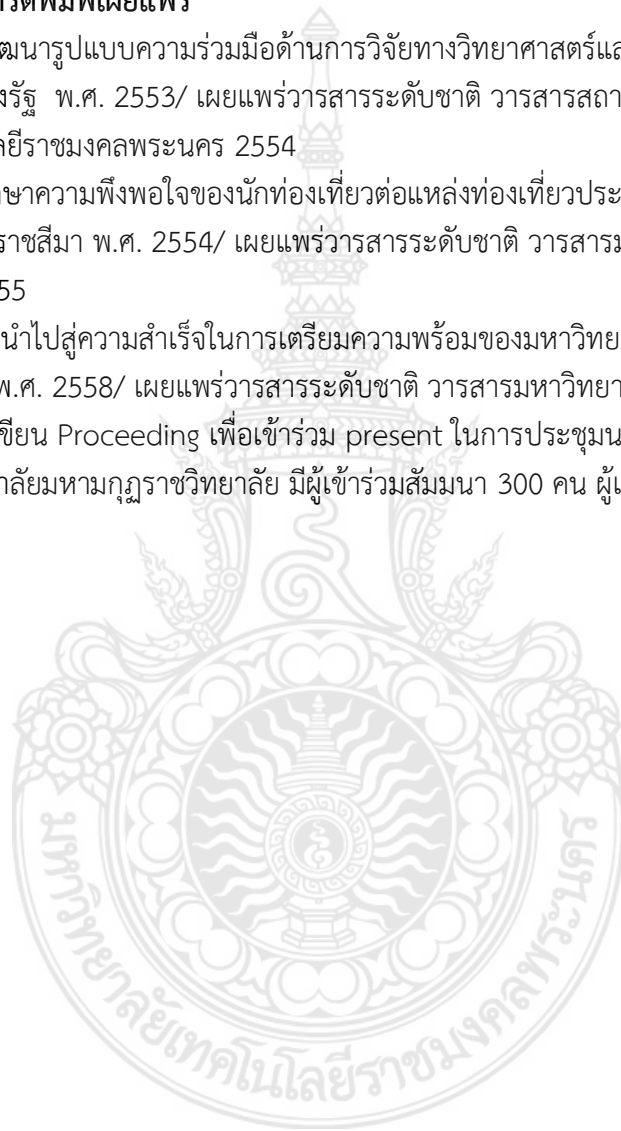 ารตีพิมพ์เผยแพร่
ฒนารูปแบบความร่วมมือด้านการวิจัยทางวิทยาศาสตร์แล
งรัฐ พ.ศ. 2553/ เผยแพร่วารสารระดับชาติ วารสารสถา
ลยีราชมงคลพระนคร 2554
าษาความพึงพอใจของนักท่องเที่ยวต่อแหล่งท่องเที่ยวประ
ราชสีมา พ.ศ. 2554/ เผยแพร่วารสารระดับชาติ วารสารม
55
นำไปสู่ความสำเร็จในการเตรียมความพร้อมของมหาวิทย
พ.ศ. 2558/ เผยแพร่วารสารระดับชาติ วารสารมหาวิทยา
ขียน Proceeding เพื่อเข้าร่วม present ในการประชุมน
าลัยมหามกุฏราชวิทยาลัย มีผู้เข้าร่วมสัมมนา 300 คน ผู้เ
มหาวิทยาลัยเทคโนโลยีราชมงคลพระนคร